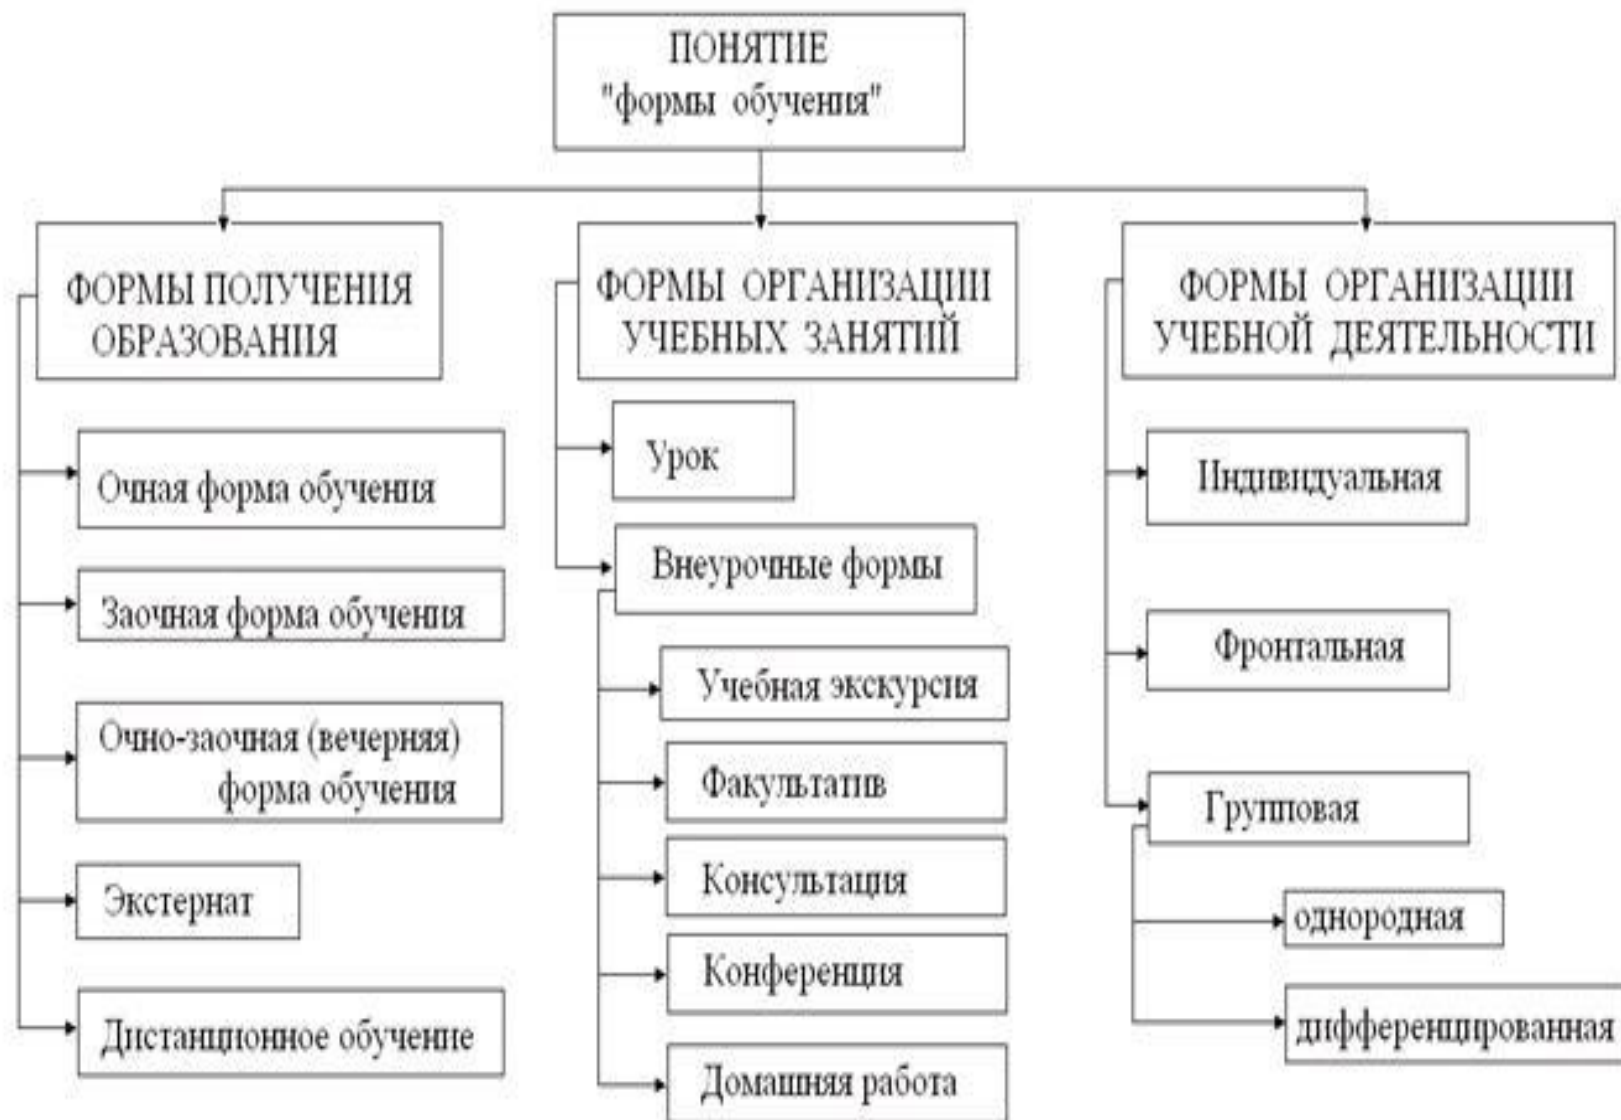 ПОНЯТИЕ
"формы обучения"
ФОРМЫ ПОЛУЧЕНИЯ
ОБРАЗОВАНИЯ
Очная форма обучения
Заочная форма обучения
Очно-заочная (вечерняя)
форма обучения
Экстернат
Дистанционное обучение
ФОРМЫ ОРГАНИЗАЦИИ
УЧЕБНЫХ ЗАНЯТИЙ
Урок
Внеурочные формы
Учебная экскурсия
Факультатив
Консультация
Конференция
Домашняя работа
ФОРМЫ ОРГАНИЗАЦИИ
УЧЕБНОЙ ДЕЯТЕЛЬНОСТИ
Индивидуальная
Фронтальная
Групповая
однородная
дифференцированная